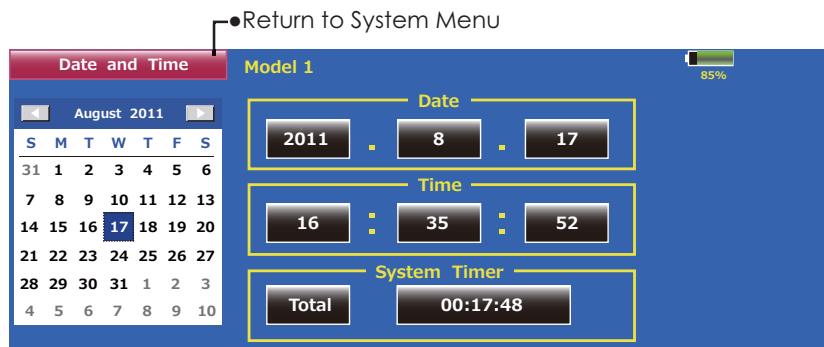 Return to System Menu
Date and Time
Model 1
85%
August 2011
S M T W T F S
31 1 2 3 4 5 6
7 8 9 10 11 12 13
14 15 16 17 18 19 20
21 22 23 24 25 26 27
28 29 30 31 1 2 3
4 5 6 7 8 9 10
Date
2011 . 8 . 17
Time
16 : 35 : 52
System Timer
Total 00:17:48